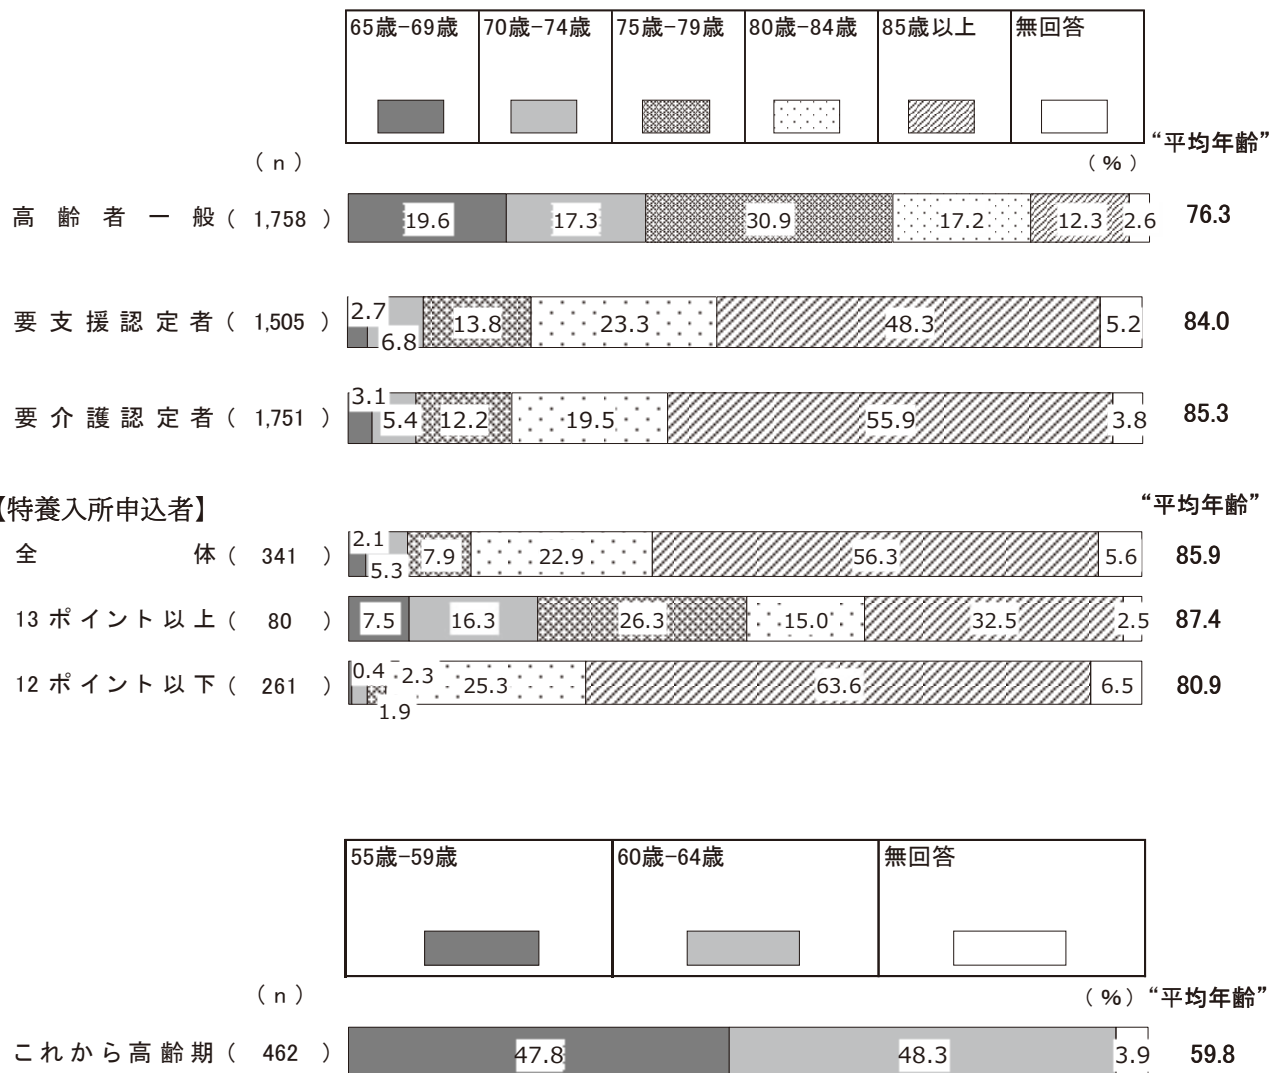 65歳-69歳 70歳-74歳 75歳-79歳 80歳-84歳 85歳以上 無回答
“平均年齢”
（n） （%）
高齢者一般（ 1,758 ） 19.6 17.3 30.9 17.2 12.3 2.6 76.3
要支援認定者（ 1,505 ） 2.7 6.8 13.8 23.3 48.3 5.2 84.0
要介護認定者（ 1,751 ） 3.1 5.4 12.2 19.5 55.9 3.8 85.3
【特養入所申込者】 “平均年齢”
全体（ 341 ） 2.1 5.3 7.9 22.9 56.3 5.6 85.9
13ポイント以上（ 80 ） 7.5 16.3 26.3 15.0 32.5 2.5 87.4
12ポイント以下（ 261 ） 0.4 1.9 2.3 25.3 63.6 6.5 80.9
55歳-59歳 60歳-64歳 無回答
（n） （%） “平均年齢”
これから高齢期（ 462 ） 47.8 48.3 3.9 59.8